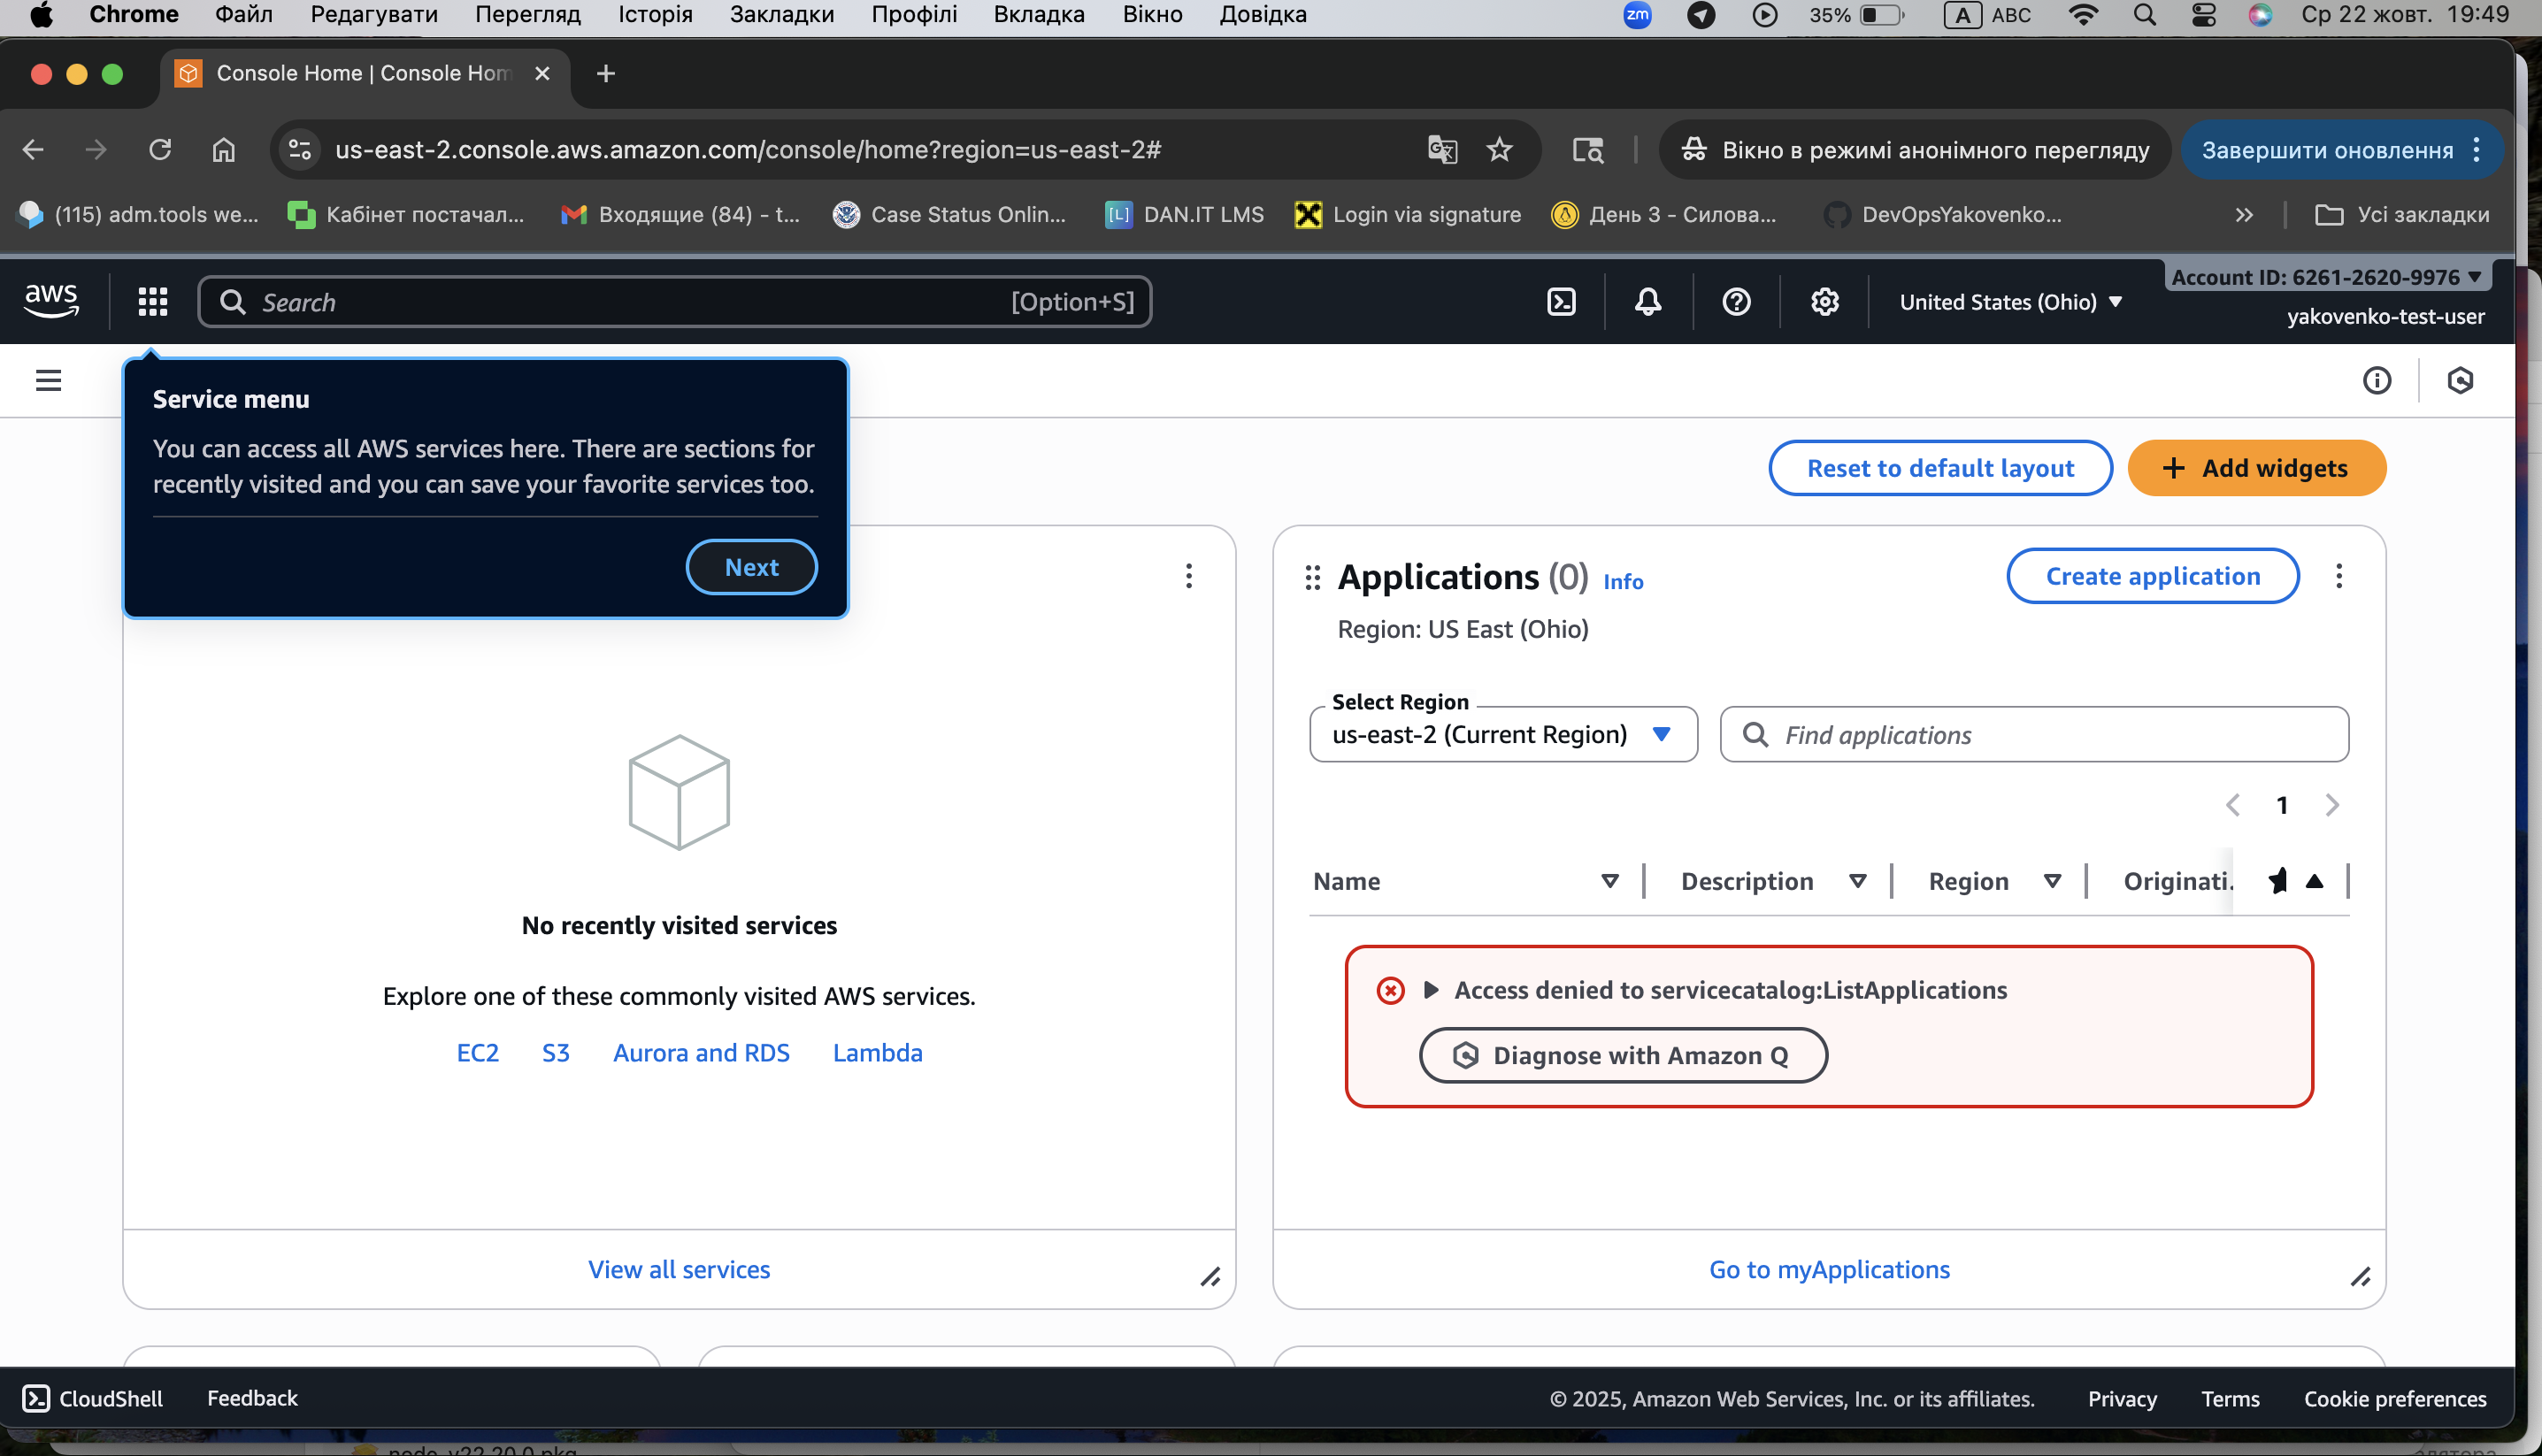 Chrome Файл Редагувати Перегляд Історія Закладки Профілі Вкладка Вікно Довідка zm 35% A ABC Ср 22 жовт. 19:49
Console Home | Console Hom
us-east-2.console.aws.amazon.com/console/home?region=us-east-2# Вікно в режимі анонімного перегляду Завершити оновлення
(115) adm.tools we... Кабінет постачал... Входящие (84) - t... Case Status Onlin... [L] DAN.IT LMS Login via signature День 3 - Силова... DevOpsYakovenko... Усі закладки
aws Search [Option+S] United States (Ohio) Account ID: 6261-2620-9976
yakovenko-test-user
Service menu
You can access all AWS services here. There are sections for
recently visited and you can save your favorite services too.
Next
Reset to default layout + Add widgets
No recently visited services
Explore one of these commonly visited AWS services.
EC2 S3 Aurora and RDS Lambda
View all services
Applications (0) Info Create application
Region: US East (Ohio)
Select Region
us-east-2 (Current Region) Find applications
1
Name Description Region Originati.
Access denied to servicecatalog:ListApplications
Diagnose with Amazon Q
Go to myApplications
CloudShell Feedback © 2025, Amazon Web Services, Inc. or its affiliates. Privacy Terms Cookie preferences